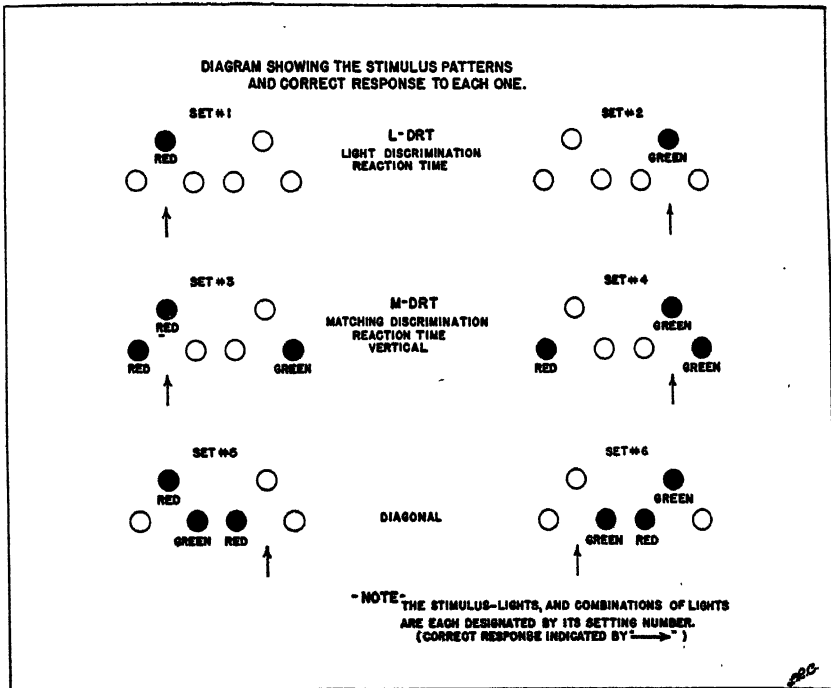 DIAGRAM SHOWING THE STIMULUS PATTERNS
AND CORRECT RESPONSE TO EACH ONE.
SET #1
SET #2
L-DRT
LIGHT DISCRIMINATION
REACTION TIME
RED
GREEN
SET #3
SET #4
M-DRT
MATCHING DISCRIMINATION
REACTION TIME
VERTICAL
RED
GREEN
RED
GREEN
RED
GREEN
SET #5
SET #6
RED
GREEN
DIAGONAL
GREEN RED
GREEN RED
-NOTE- THE STIMULUS-LIGHTS, AND COMBINATIONS OF LIGHTS
ARE EACH DESIGNATED BY ITS SETTING NUMBER.
(CORRECT RESPONSE INDICATED BY "⟶")